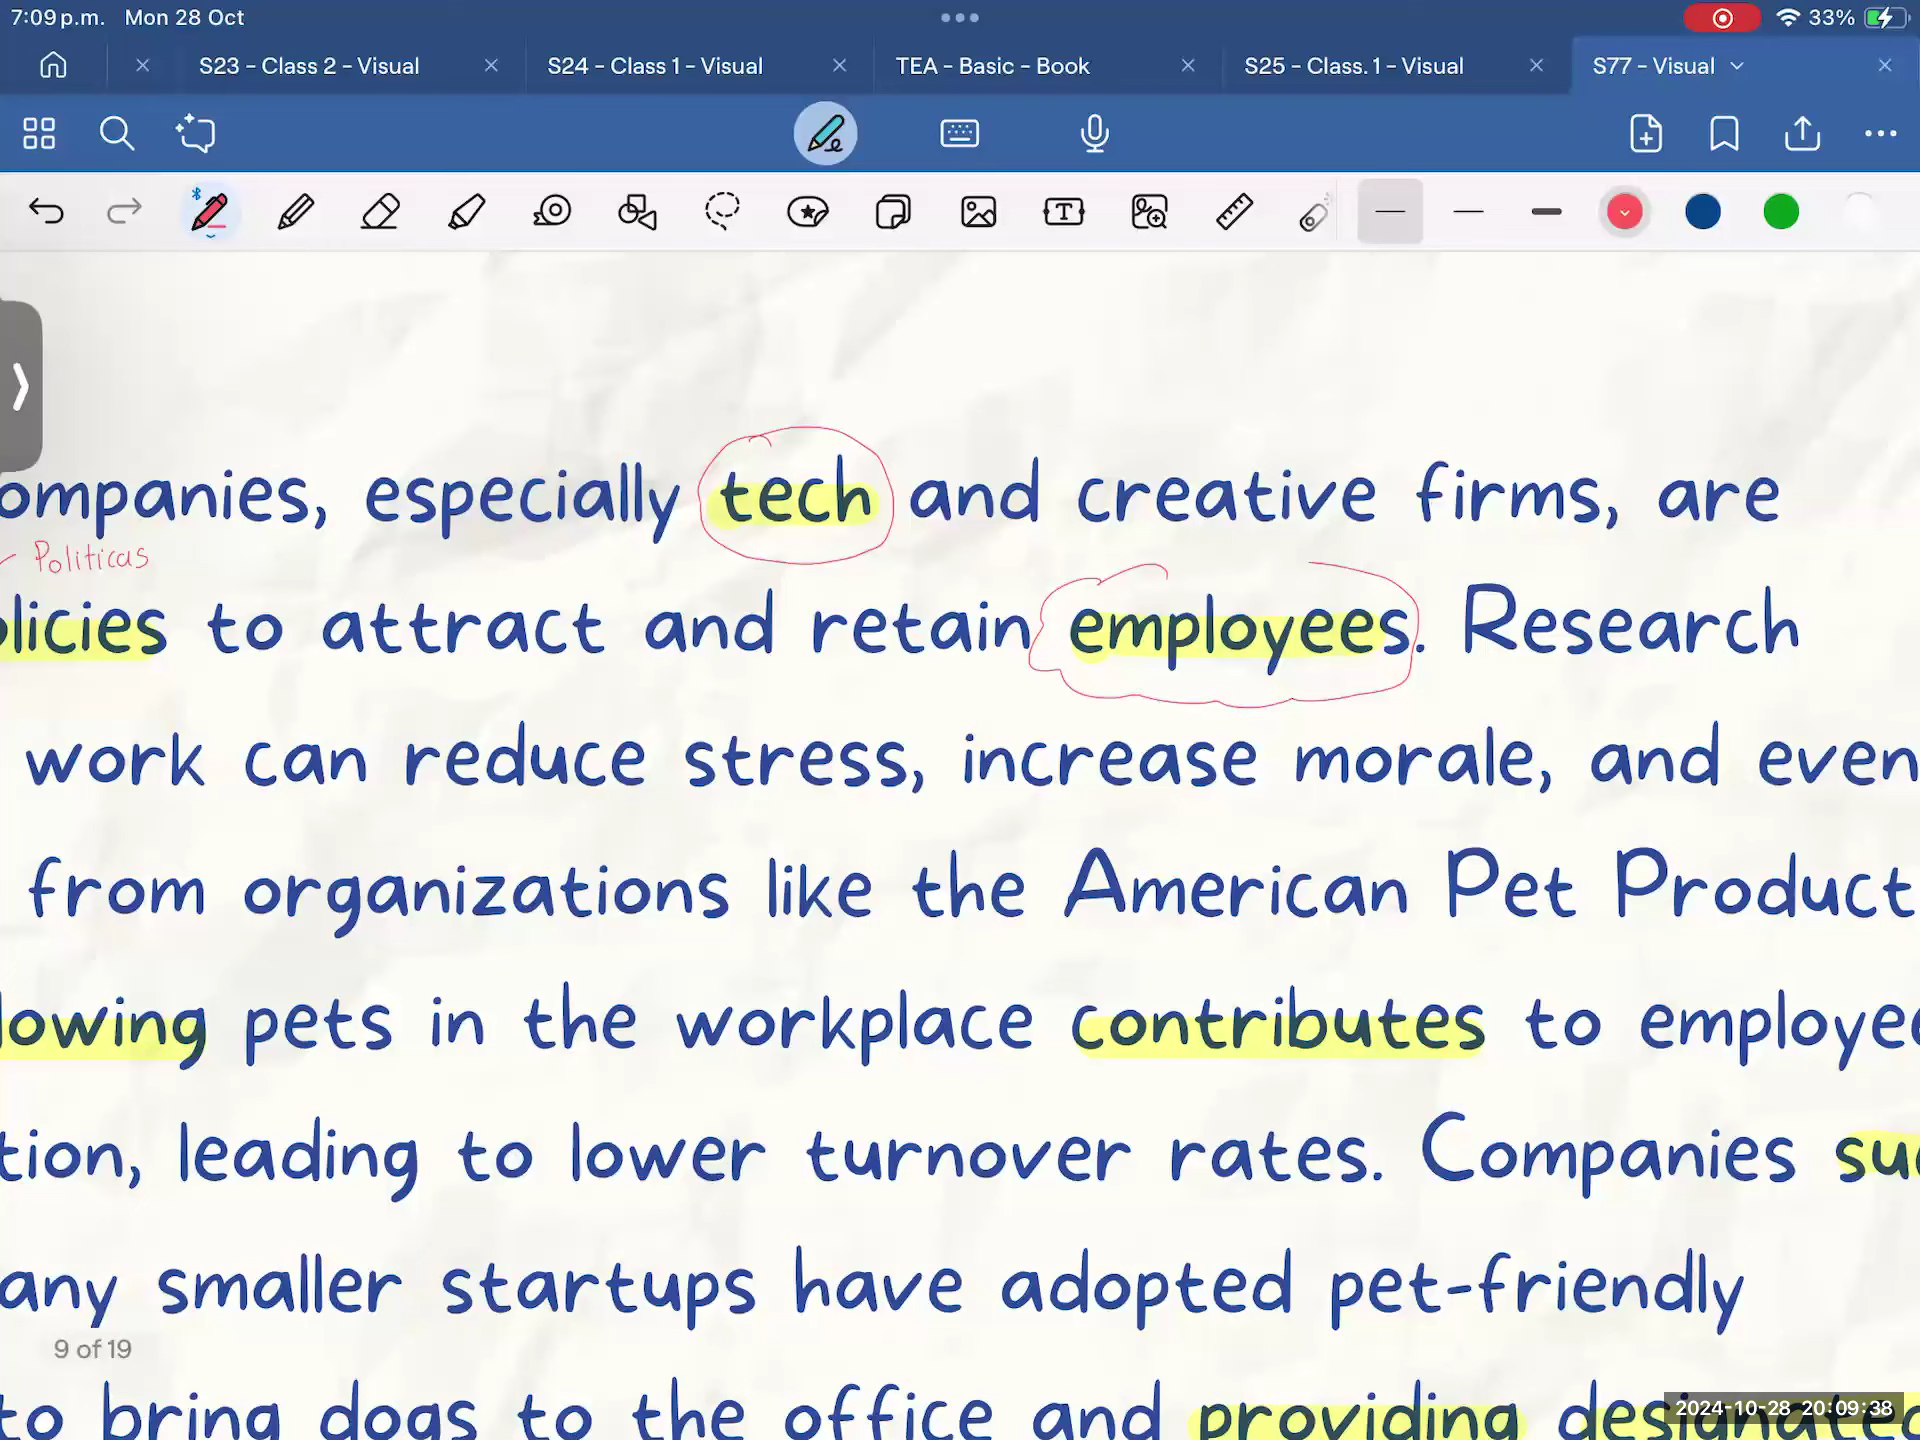 7:09 p.m. Mon 28 Oct
33%
S23 - Class 2 - Visual
S24 - Class 1 - Visual
TEA - Basic - Book
S25 - Class.1 - Visual
S77 - Visual
ompanies, especially tech and creative firms, are
Politicas
licies to attract and retain employees. Research
work can reduce stress, increase morale, and even
from organizations like the American Pet Product
lowing pets in the workplace contributes to employee
tion, leading to lower turnover rates. Companies suc
any smaller startups have adopted pet-friendly
9 of 19
to bring dogs to the office and providing designated
2024-10-28 20:09:38